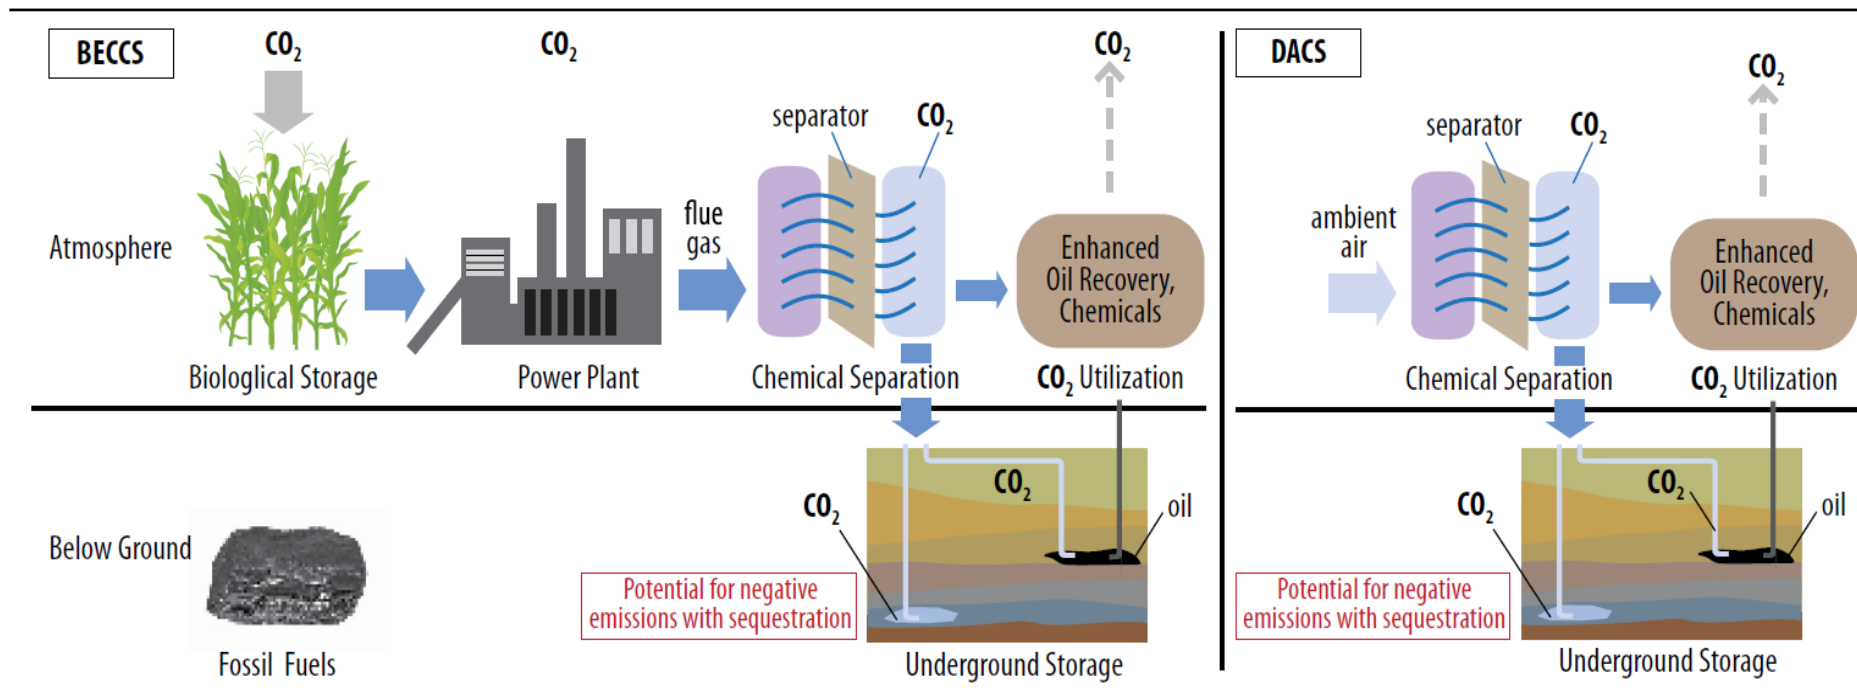 BECCS
CO2
CO2
CO2
separator
CO2
Atmosphere
flue
gas
Enhanced
Oil Recovery,
Chemicals
Biologlical Storage
Power Plant
Chemical Separation
CO2 Utilization
Below Ground
Fossil Fuels
CO2
CO2
oil
Potential for negative
emissions with sequestration
Underground Storage
DACS
CO2
separator
CO2
ambient
air
Enhanced
Oil Recovery,
Chemicals
Chemical Separation
CO2 Utilization
CO2
CO2
oil
Potential for negative
emissions with sequestration
Underground Storage